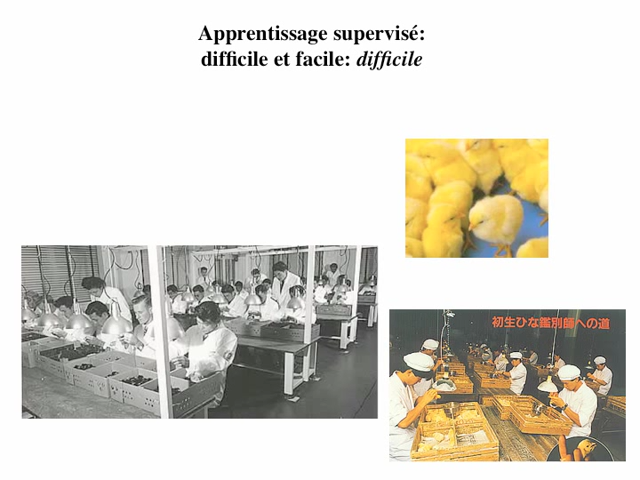 Apprentissage supervisé:
difficile et facile: difficile
初生ひな鑑別師への道